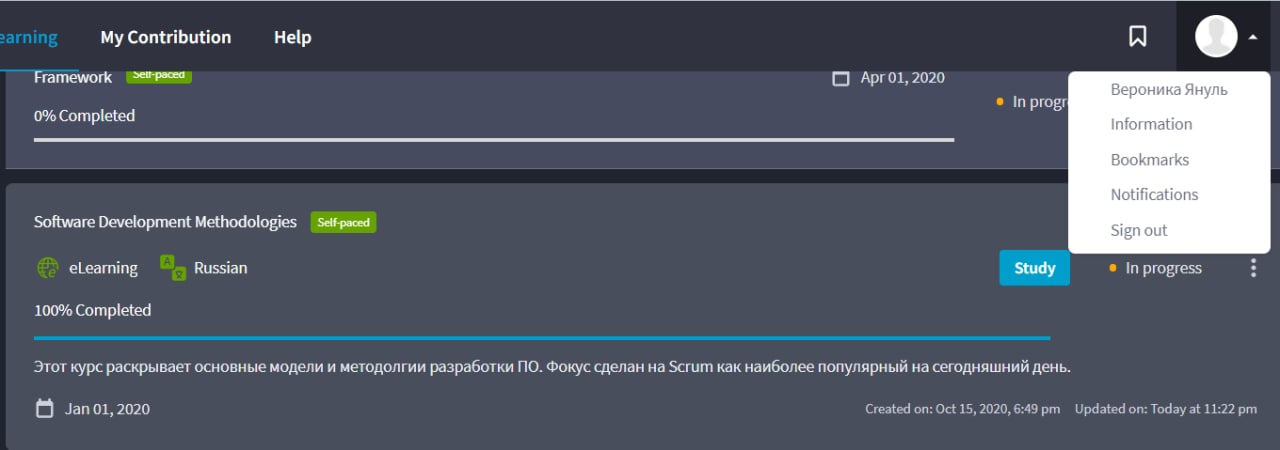 earning My Contribution Help
Framework Self-paced Apr 01, 2020
0% Completed In progr
Вероника Януль
Information
Bookmarks
Notifications
Sign out
Software Development Methodologies Self-paced
eLearning Russian Study In progress
100% Completed
Этот курс раскрывает основные модели и методолгии разработки ПО. Фокус сделан на Scrum как наиболее популярный на сегодняшний день.
Jan 01, 2020 Created on: Oct 15, 2020, 6:49 pm Updated on: Today at 11:22 pm